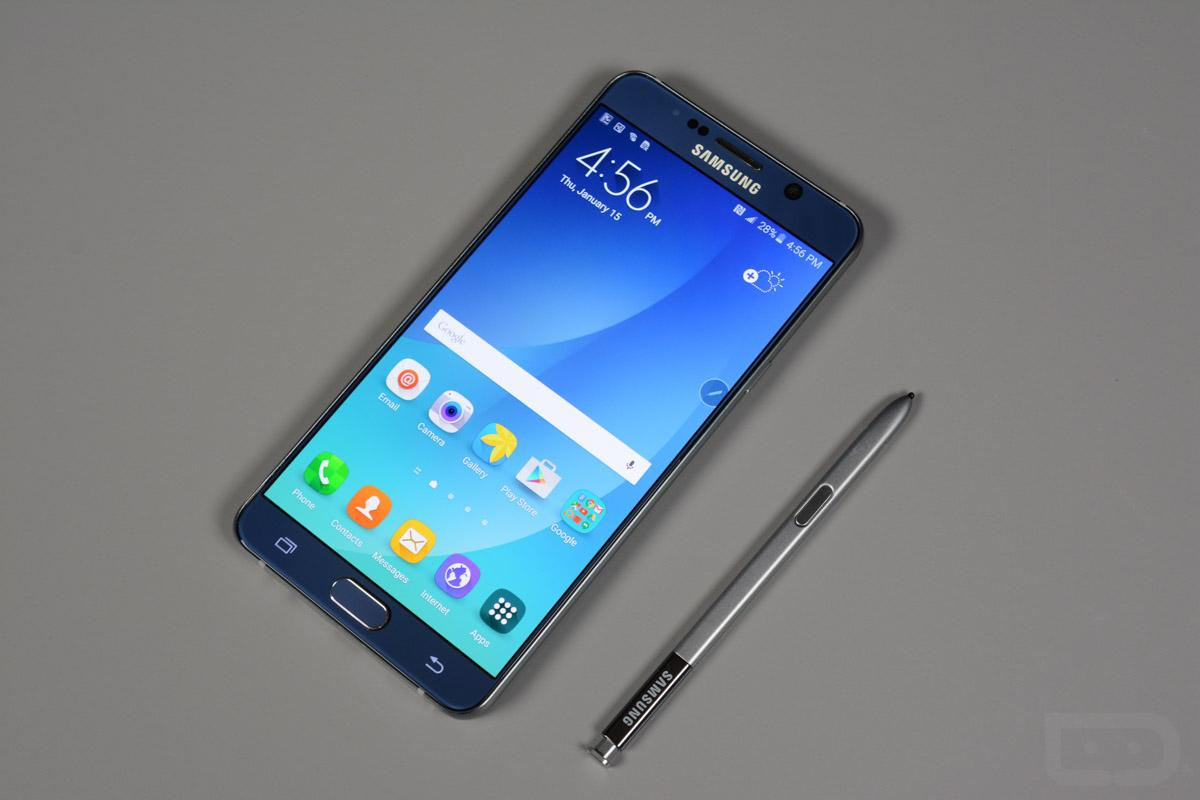 SAMSUNG
28% 4:56 PM
4:56 PM
Thu, January 15
Google
Email
Camera
Gallery
Play Store
Google
Phone
Contacts
Messages
Internet
Apps
SAMSUNG